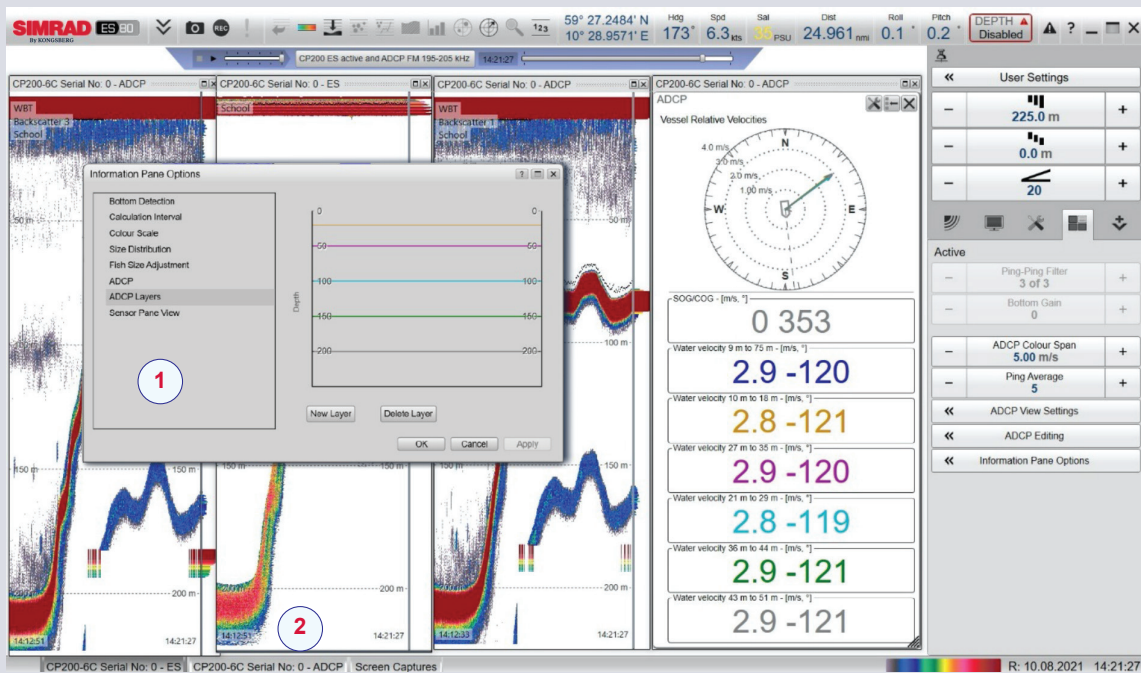 SIMRAD ES80
By KONGSBERG
REC
123
59° 27.2484' N
10° 28.9571' E
Hdg
173°
Spd
6.3 kts
Sal
35 PSU
Dist
24.961 nmi
Roll
0.1 °
Pitch
0.2 °
DEPTH
Disabled
?
CP200 ES active and ADCP FM 195-205 kHz
14:21:27
CP200-6C Serial No: 0 - ADCP
CP200-6C Serial No: 0 - ES
CP200-6C Serial No: 0 - ADCP
CP200-6C Serial No: 0 - ADCP
WBT
Backscatter 3
School
School
WBT
Backscatter 1
School
50 m
50 m
100 m
150 m
150 m
150 m
150 m
150 m
200 m
200 m
200 m
14:12:51
14:21:27
14:12:51
14:21:27
14:12:33
14:21:27
Information Pane Options
?
Bottom Detection
Calculation Interval
Colour Scale
Size Distribution
Fish Size Adjustment
ADCP
ADCP Layers
Sensor Pane View
1
2
Depth
0
0
50
50
100
100
150
150
200
200
New Layer
Delete Layer
OK
Cancel
Apply
ADCP
Vessel Relative Velocities
4.0 m/s
3.0 m/s
2.0 m/s
1.00 m/s
N
W
E
S
SOG/COG - [m/s, °]
0 353
Water velocity 9 m to 75 m - [m/s, °]
2.9 -120
Water velocity 10 m to 18 m - [m/s, °]
2.8 -121
Water velocity 27 m to 35 m - [m/s, °]
2.9 -120
Water velocity 21 m to 29 m - [m/s, °]
2.8 -119
Water velocity 36 m to 44 m - [m/s, °]
2.9 -121
Water velocity 43 m to 51 m - [m/s, °]
2.9 -121
User Settings
225.0 m
0.0 m
20
Active
Ping-Ping Filter
3 of 3
Bottom Gain
0
ADCP Colour Span
5.00 m/s
Ping Average
5
ADCP View Settings
ADCP Editing
Information Pane Options
CP200-6C Serial No: 0 - ES
CP200-6C Serial No: 0 - ADCP
Screen Captures
R: 10.08.2021 14:21:27